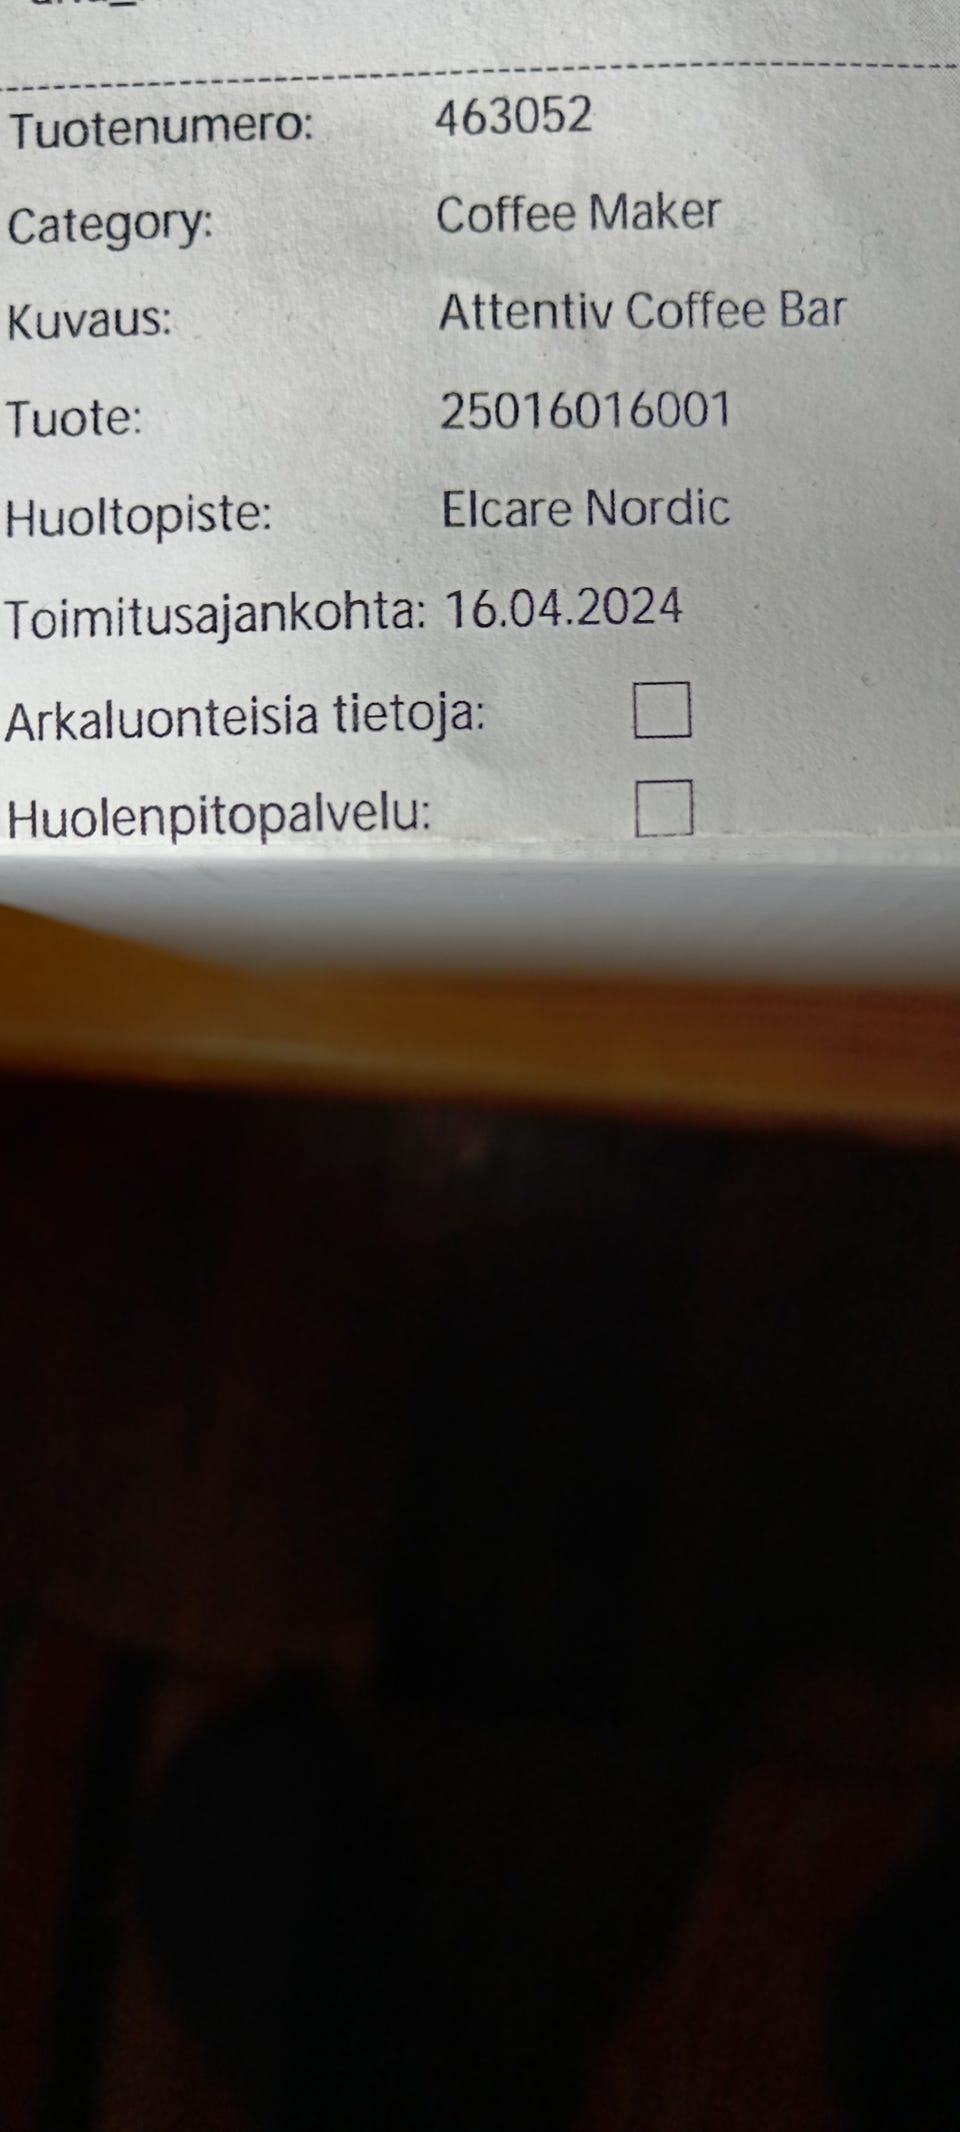 Tuotenumero: 463052
Category: Coffee Maker
Kuvaus: Attentiv Coffee Bar
Tuote: 25016016001
Huoltopiste: Elcare Nordic
Toimitusajankohta: 16.04.2024
Arkaluonteisia tietoja:
Huolenpitopalvelu: